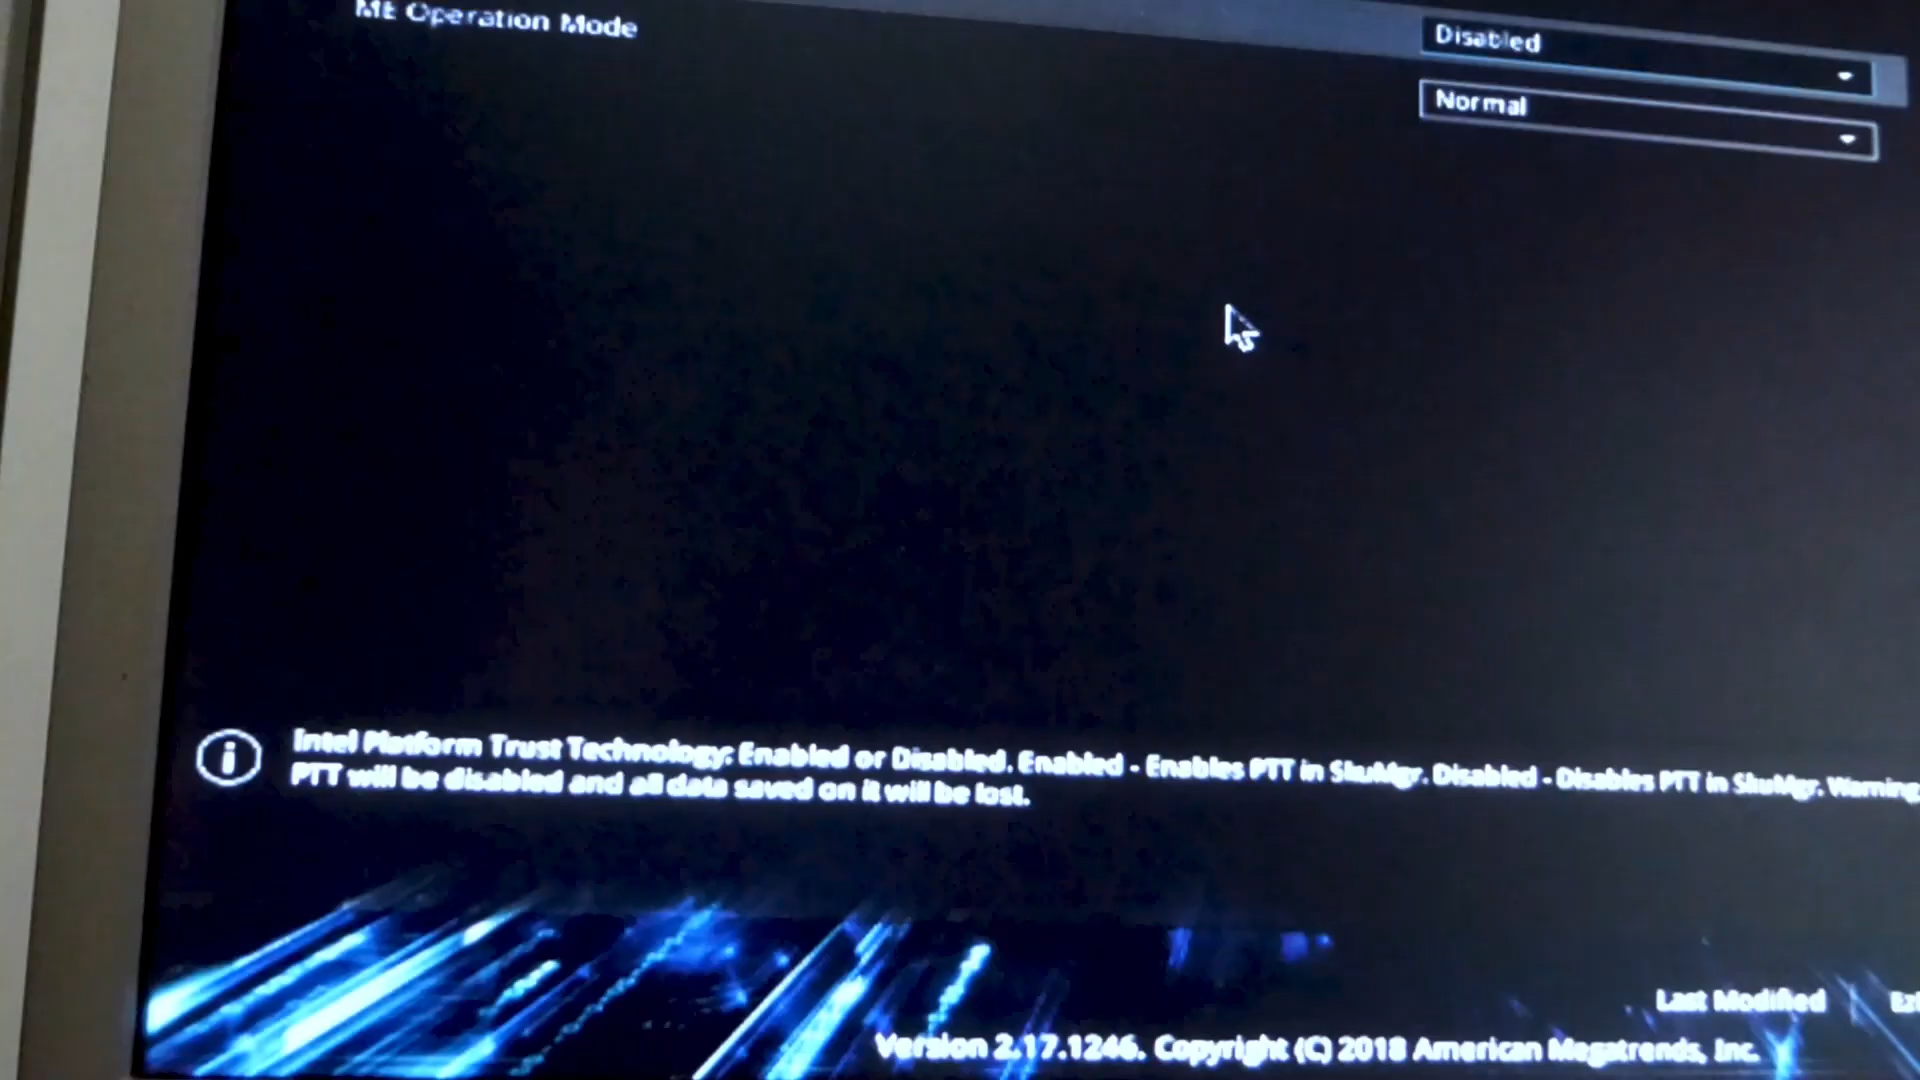 ME Operation Mode
Disabled
Normal
Intel Platform Trust Technology: Enabled or Disabled. Enabled - Enables PTT in SkuMgr. Disabled - Disables PTT in SkuMgr. Warning
PTT will be disabled and all data saved on it will be lost.
Last Modified
Version 2.17.1246. Copyright (C) 2018 American Megatrends, Inc.